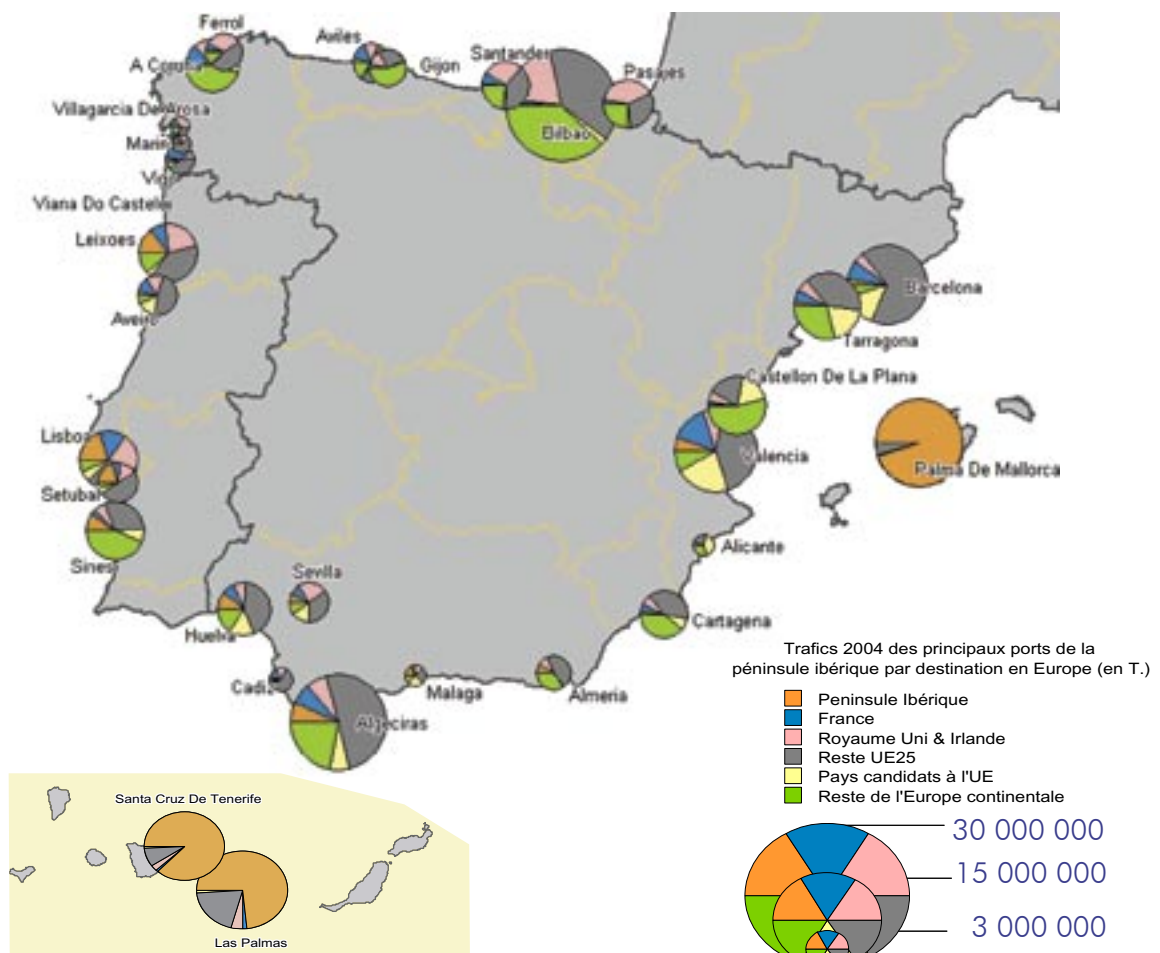 Ferrol
Aviles
A Coruña
Gijon
Santander
Pasajes
Bilbao
Villagarcia De Arosa
Marin
Vigo
Viana Do Castelo
Leixoes
Aveiro
Barcelona
Tarragona
Castellon De La Plana
Lisboa
Valencia
Palma De Mallorca
Setubal
Sines
Alicante
Sevilla
Huelva
Cartagena
Cadiz
Malaga
Almeria
Algeciras
Trafics 2004 des principaux ports de la
péninsule ibérique par destination en Europe (en T.)
Peninsule Ibérique
France
Royaume Uni & Irlande
Reste UE25
Pays candidats à l'UE
Reste de l'Europe continentale
30 000 000
15 000 000
3 000 000
Santa Cruz De Tenerife
Las Palmas